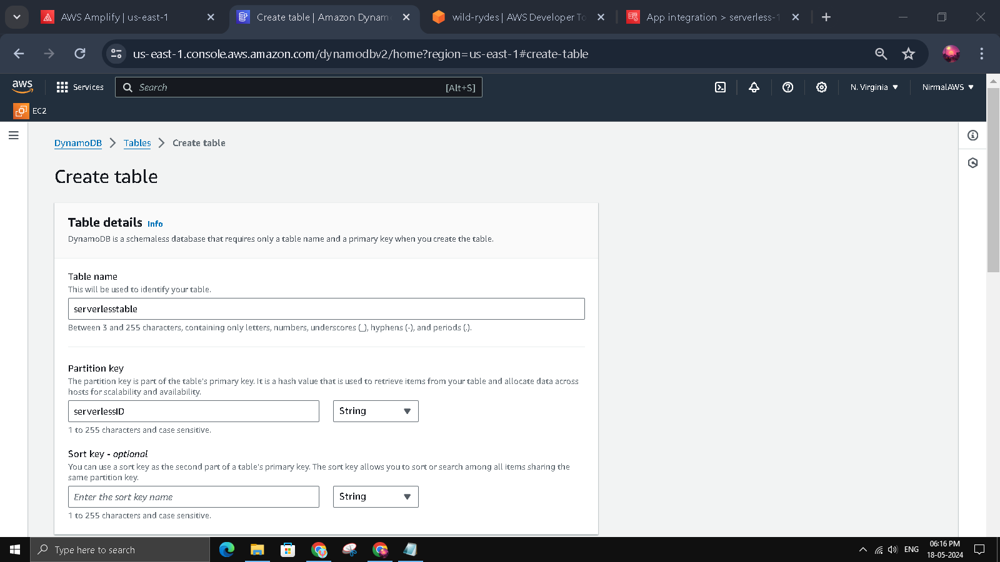 AWS Amplify | us-east-1
Create table | Amazon Dynam
wild-rydes | AWS Developer To
App integration > serverless-1
us-east-1.console.aws.amazon.com/dynamodbv2/home?region=us-east-1#create-table
aws
Services
Search
[Alt+S]
N. Virginia
NirmalAWS
EC2
DynamoDB
Tables
Create table
Create table
Table details Info
DynamoDB is a schemaless database that requires only a table name and a primary key when you create the table.
Table name
This will be used to identify your table.
serverlesstable
Between 3 and 255 characters, containing only letters, numbers, underscores (_), hyphens (-), and periods (.).
Partition key
The partition key is part of the table's primary key. It is a hash value that is used to retrieve items from your table and allocate data across
hosts for scalability and availability.
serverlessID
String
1 to 255 characters and case sensitive.
Sort key - optional
You can use a sort key as the second part of a table's primary key. The sort key allows you to sort or search among all items sharing the
same partition key.
Enter the sort key name
String
1 to 255 characters and case sensitive.
Type here to search
ENG
06:16 PM
18-05-2024